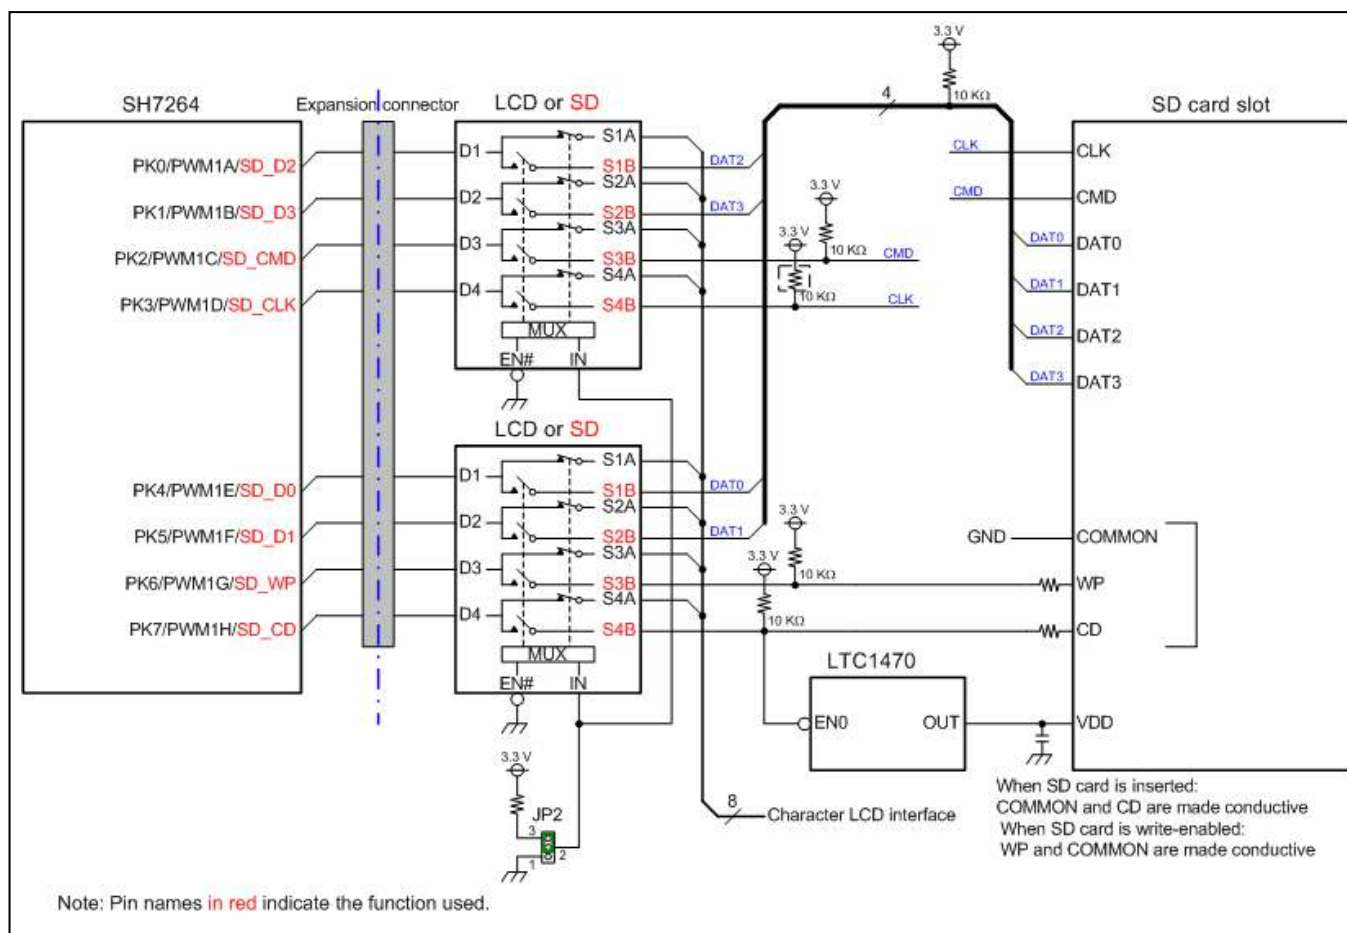 SH7264
Expansion connector
LCD or SD
SD card slot
3.3 V
10 KΩ
4
PK0/PWM1A/SD_D2
PK1/PWM1B/SD_D3
PK2/PWM1C/SD_CMD
PK3/PWM1D/SD_CLK
D1
D2
D3
D4
S1A
S1B
S2A
S2B
S3A
S3B
S4A
S4B
MUX
EN#
IN
DAT2
DAT3
3.3 V
10 KΩ
3.3 V
10 KΩ
CMD
CLK
CLK
CMD
DAT0
DAT1
DAT2
DAT3
CLK
CMD
DAT0
DAT1
DAT2
DAT3
LCD or SD
PK4/PWM1E/SD_D0
PK5/PWM1F/SD_D1
PK6/PWM1G/SD_WP
PK7/PWM1H/SD_CD
D1
D2
D3
D4
S1A
S1B
S2A
S2B
S3A
S3B
S4A
S4B
MUX
EN#
IN
DAT0
DAT1
3.3 V
10 KΩ
3.3 V
10 KΩ
GND
COMMON
WP
CD
VDD
LTC1470
EN0
OUT
3.3 V
JP2
3
2
1
8
Character LCD interface
When SD card is inserted:
COMMON and CD are made conductive
When SD card is write-enabled:
WP and COMMON are made conductive
Note: Pin names in red indicate the function used.